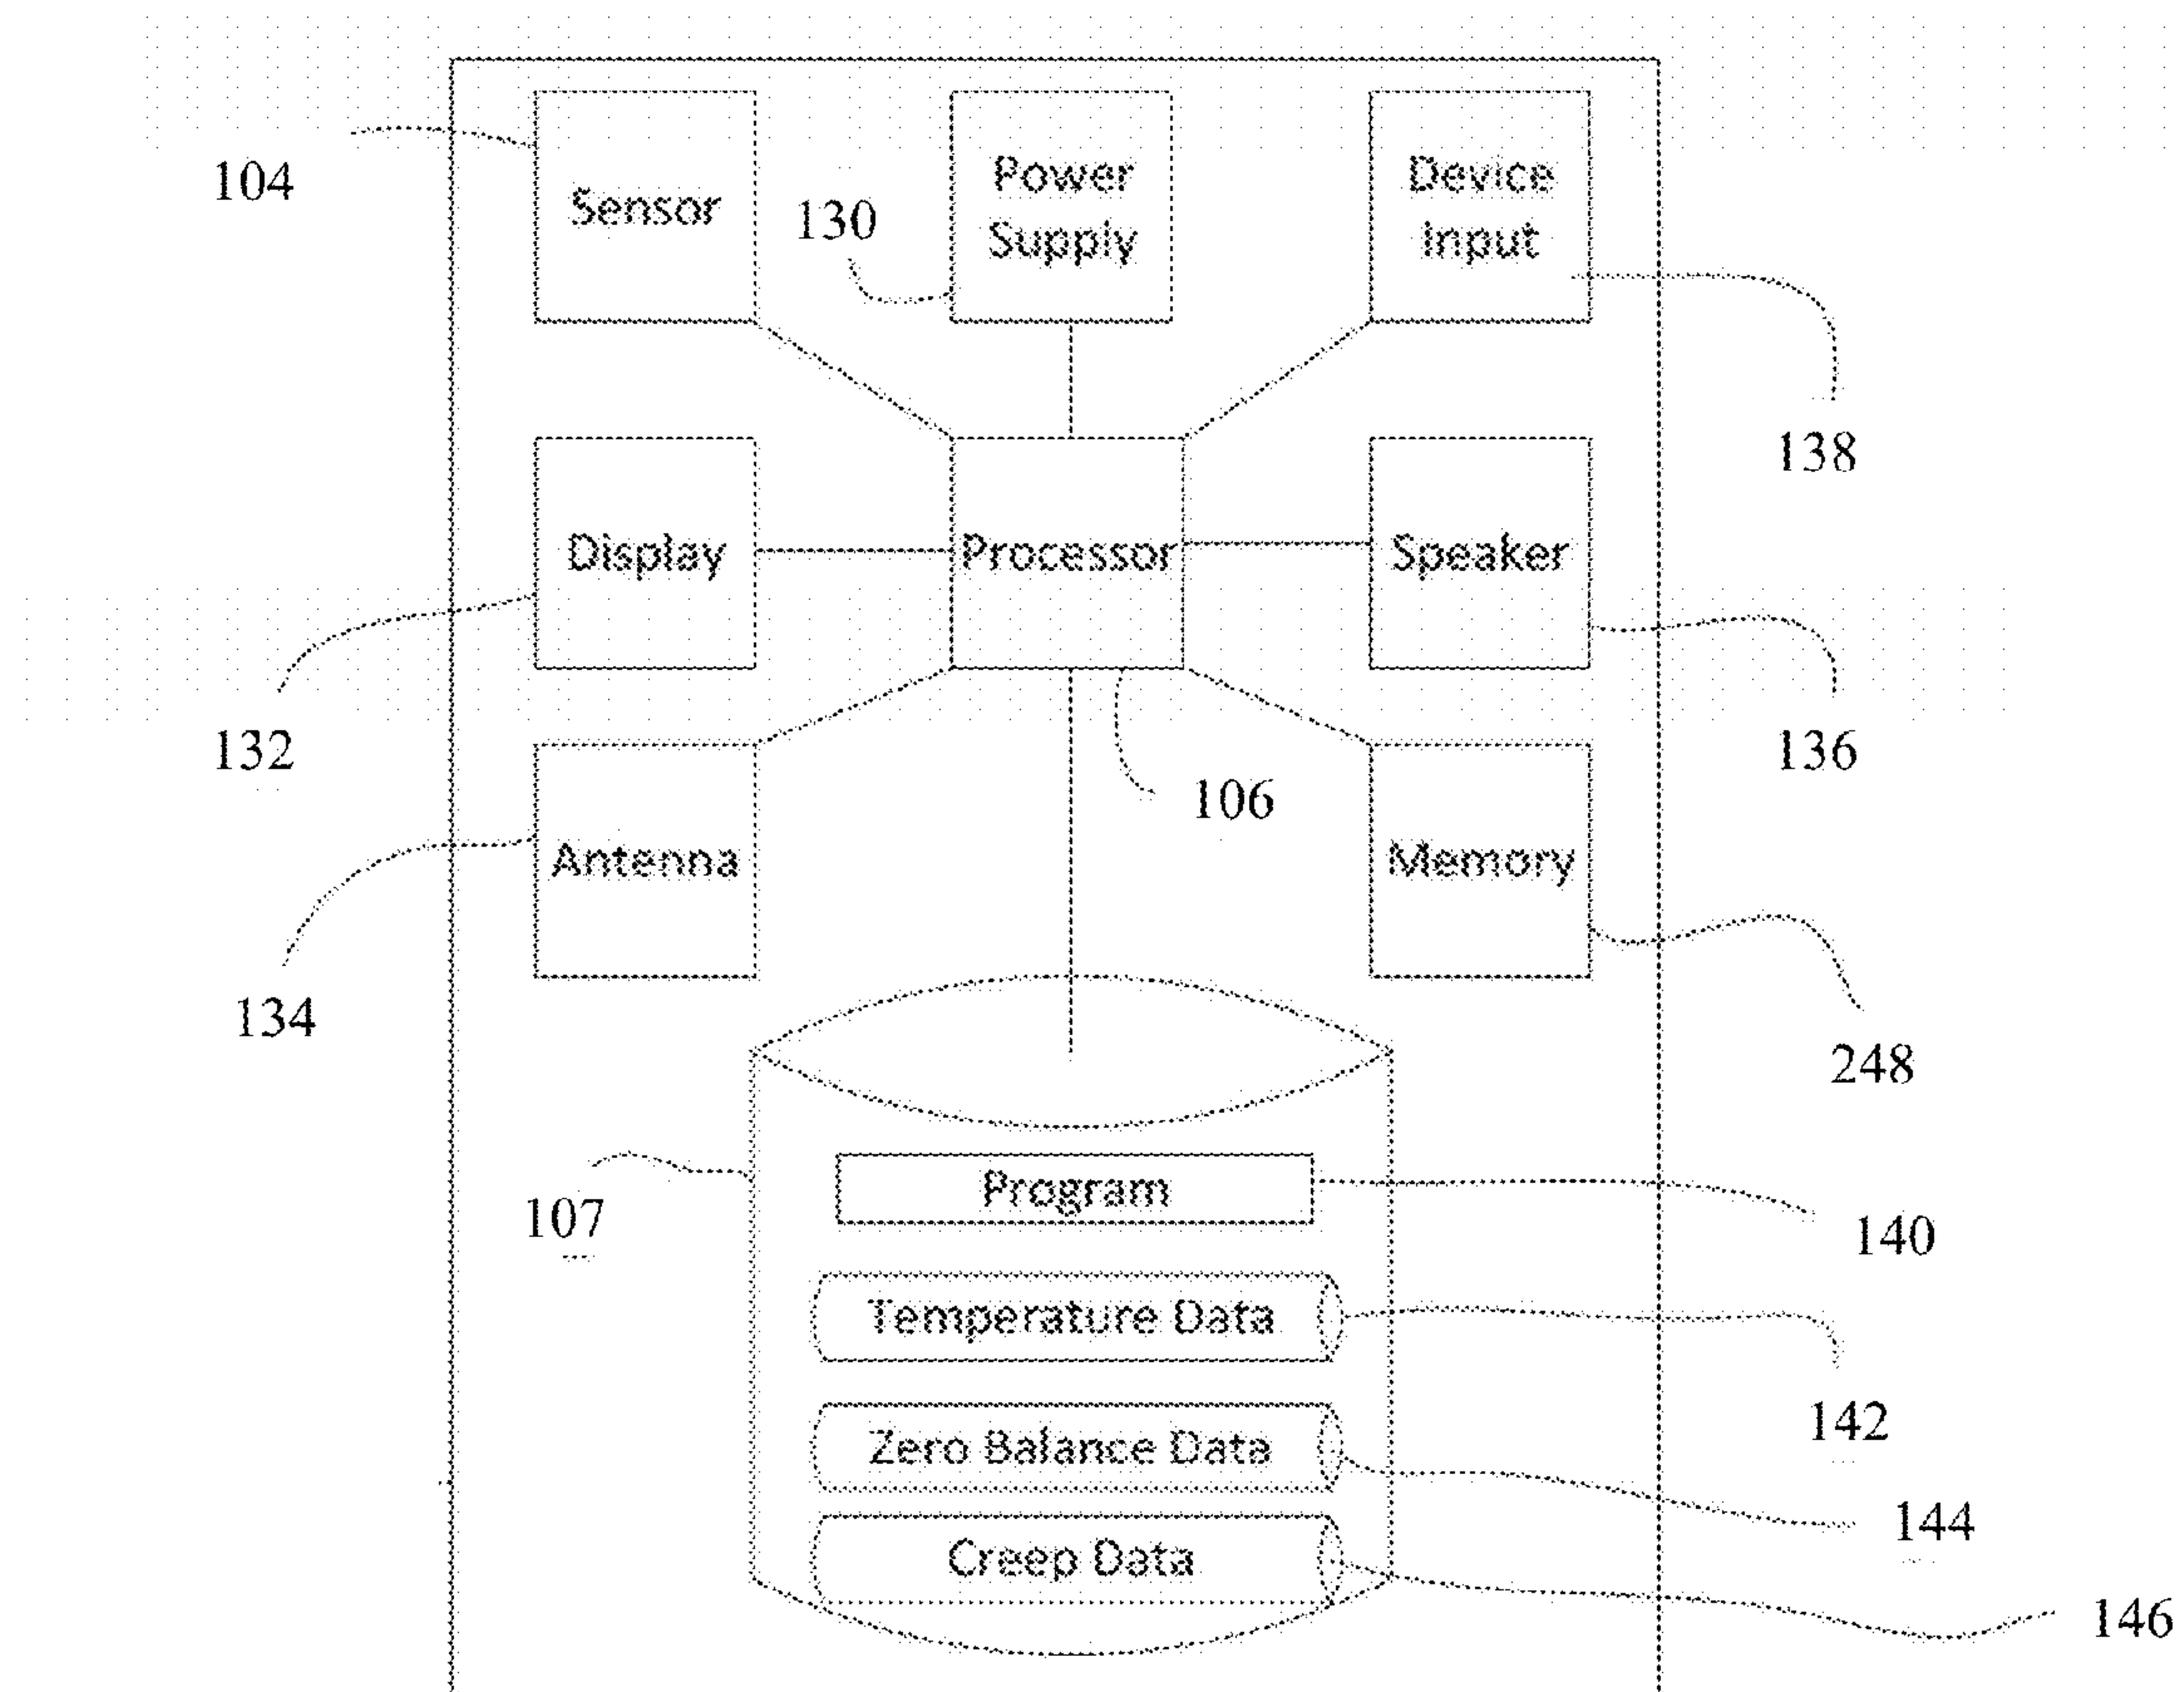 104
Sensor
130
Power
Supply
Device
Input
138
Display
Processor
Speaker
132
136
106
Antenna
Memory
134
248
107
Program
140
Temperature Data
142
Zero Balance Data
144
Creep Data
146